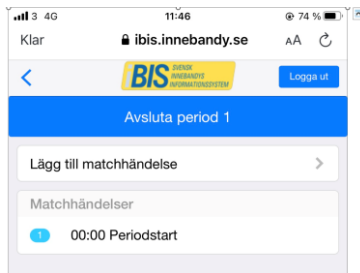 3 4G 11:46 74 %
Klar ibis.innebandy.se AA
IBIS SVENSK INNEBANDYS INFORMATIONSSYSTEM Logga ut
Avsluta period 1
Lägg till matchhändelse
Matchhändelser
1 00:00 Periodstart